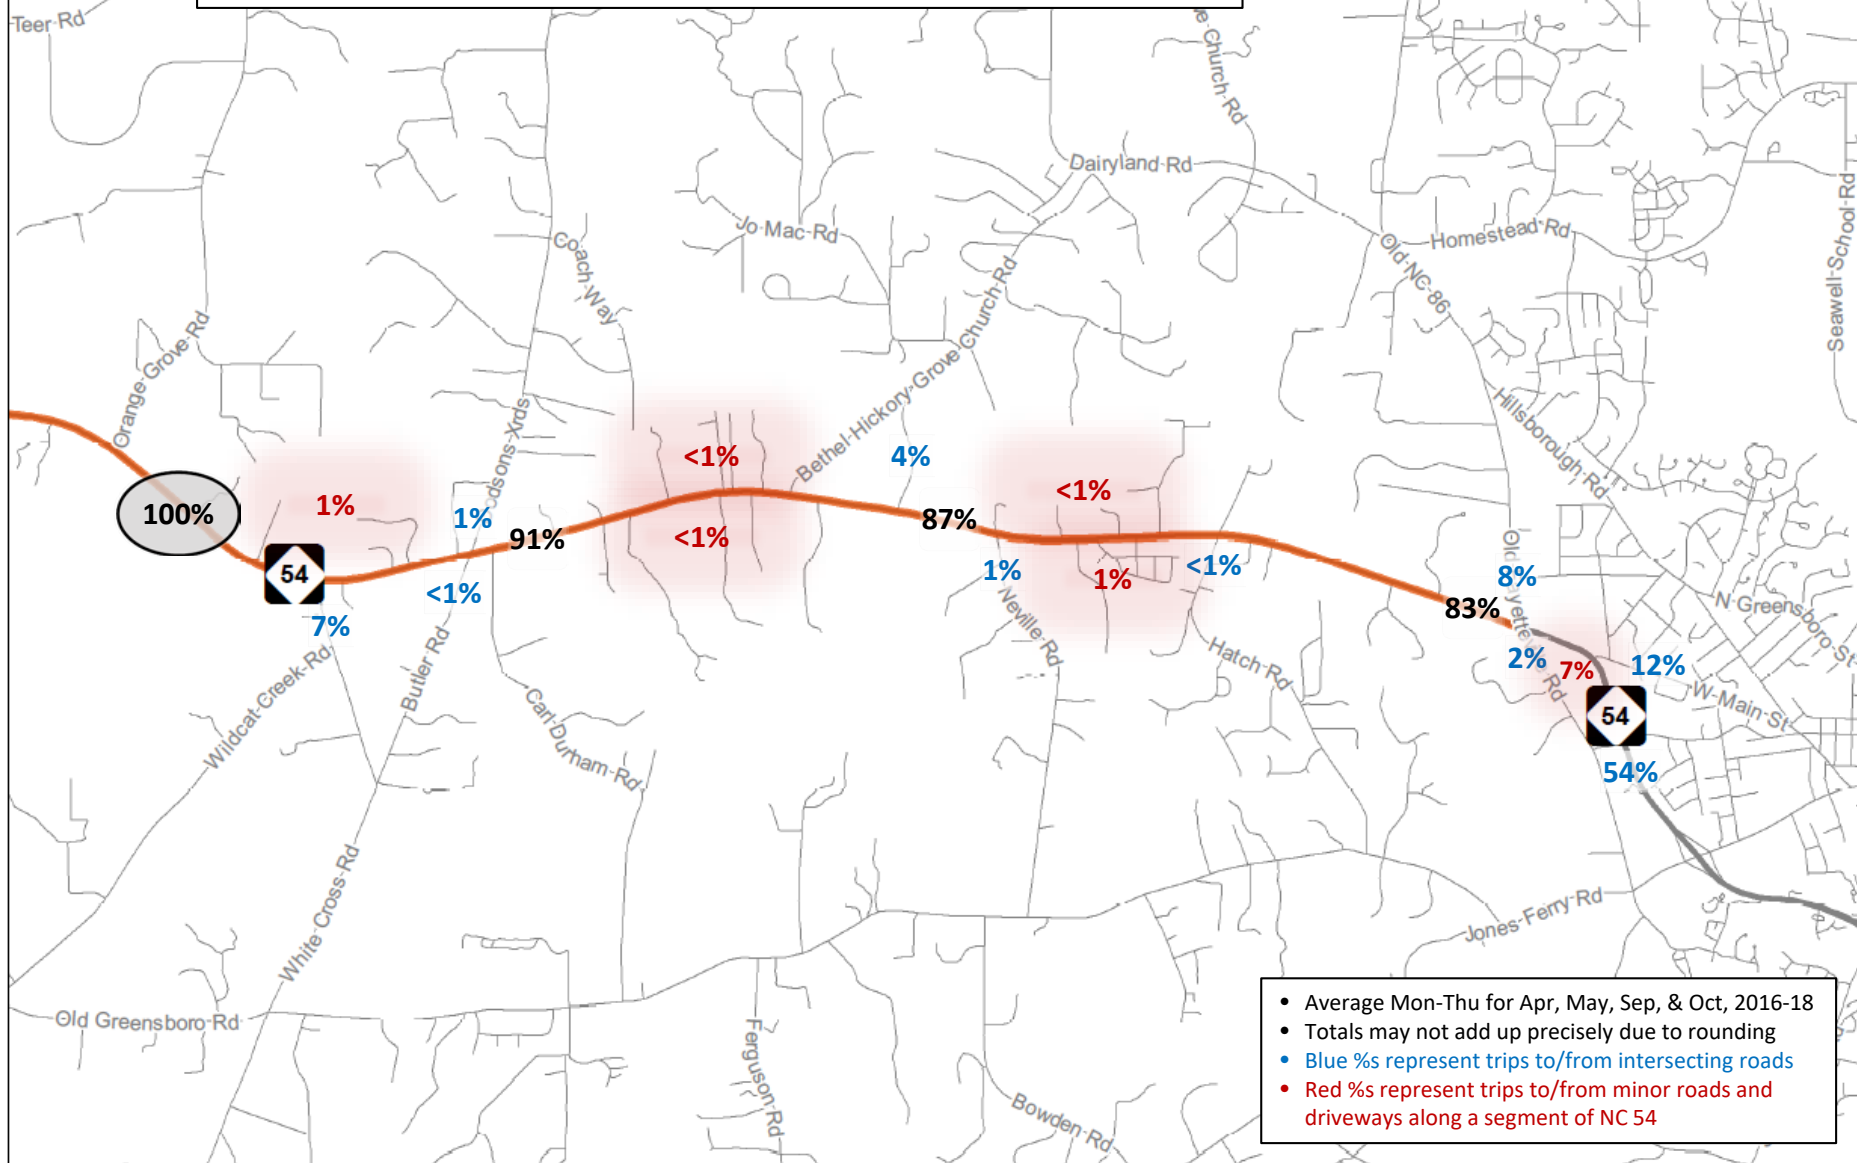 Teer Rd
Church Rd
Dairyland Rd
Jo Mac Rd
Homestead Rd
Old NC 86
Seawell School Rd
Coach Way
Orange Grove Rd
Bethel Hickory Grove Church Rd
Hillsborough Rd
Xrds
<1%
4%
1%
<1%
100%
1%
91%
87%
<1%
54
1%
1%
<1%
<1%
8%
83%
Old
N Greensboro St
7%
Neville Rd
Butler Rd
Hatch Rd
2%
7%
12%
Rd
Wildcat Creek Rd
Carl Durham Rd
W Main St
54
54%
White Cross Rd
Jones Ferry Rd
Old Greensboro Rd
Ferguson Rd
Bowden Rd
• Average Mon-Thu for Apr, May, Sep, & Oct, 2016-18
• Totals may not add up precisely due to rounding
• Blue %s represent trips to/from intersecting roads
• Red %s represent trips to/from minor roads and
driveways along a segment of NC 54